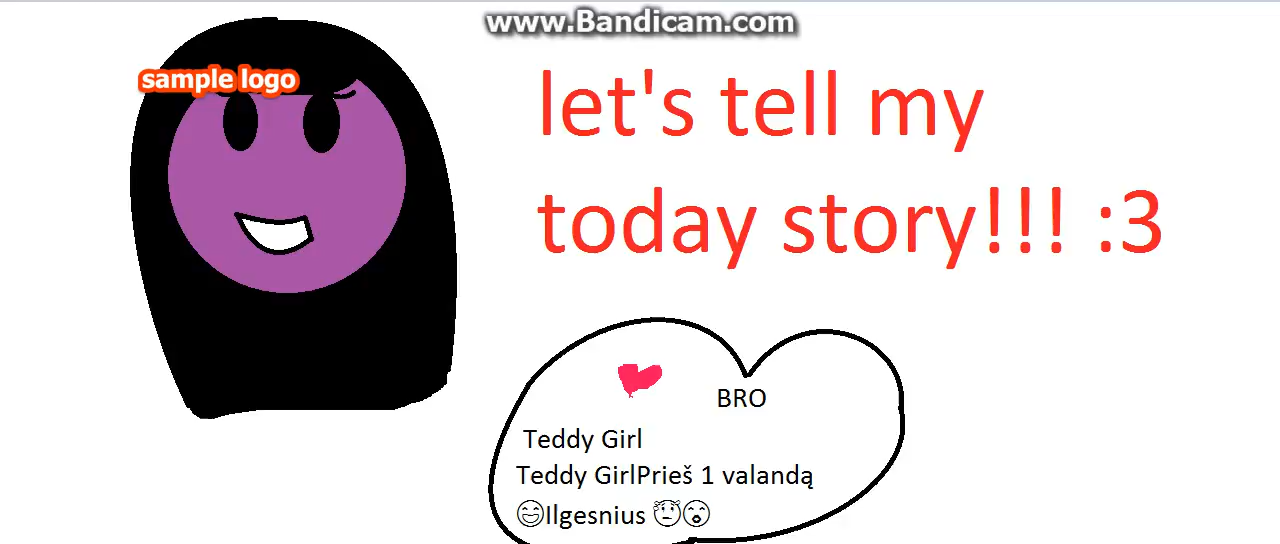 www.Bandicam.com
sample logo
let's tell my
today story!!! :3
BRO
Teddy Girl
Teddy GirlPrieš 1 valandą
😄Ilgesnius 😇😮